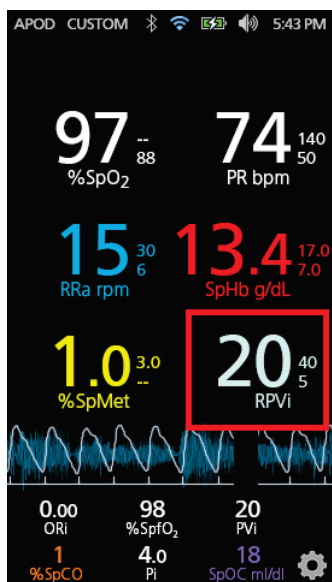 APOD CUSTOM 5:43 PM
97 -- 88 74 140 50
%SpO2 PR bpm
15 30 6 13.4 17.0 7.0
RRa rpm SpHb g/dL
1.0 3.0 -- 20 40 5
%SpMet RPVi
0.00 98 20
ORi %SpfO2 PVi
1 4.0 18
%SpCO Pi SpOC ml/dl